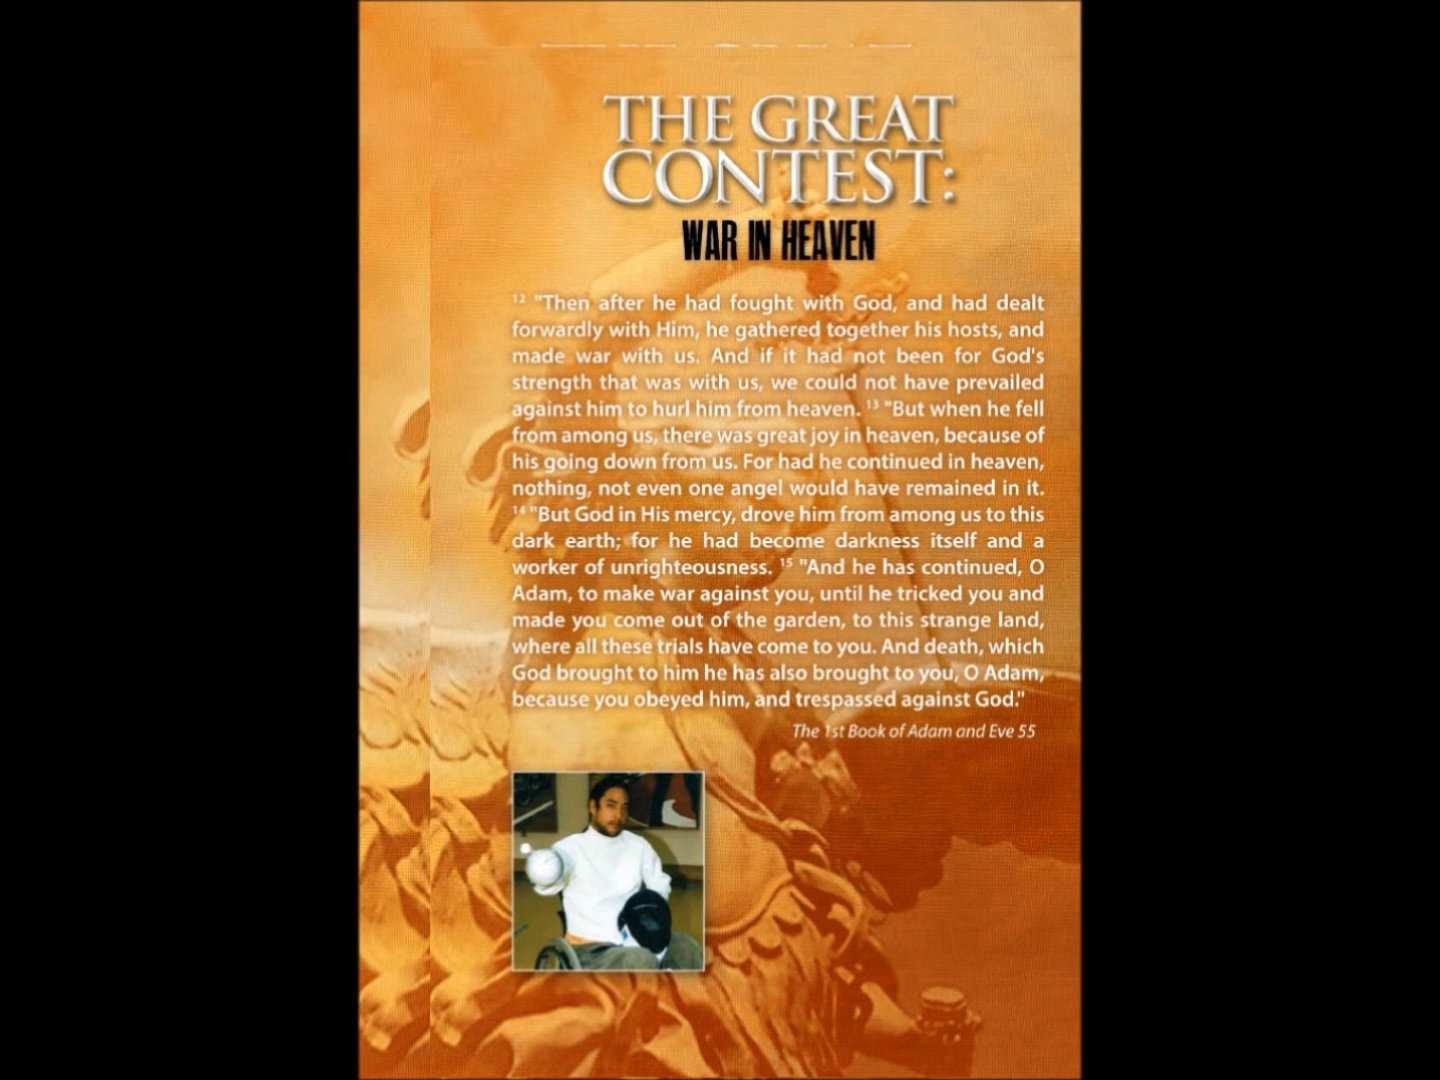 THE GREAT
CONTEST:
WAR IN HEAVEN
12 "Then after he had fought with God, and had dealt
forwardly with Him, he gathered together his hosts, and
made war with us. And if it had not been for God's
strength that was with us, we could not have prevailed
against him to hurl him from heaven. 13 "But when he fell
from among us, there was great joy in heaven, because of
his going down from us. For had he continued in heaven,
nothing, not even one angel would have remained in it.
14 "But God in His mercy, drove him from among us to this
dark earth; for he had become darkness itself and a
worker of unrighteousness. 15 "And he has continued, O
Adam, to make war against you, until he tricked you and
made you come out of the garden, to this strange land,
where all these trials have come to you. And death, which
God brought to him he has also brought to you, O Adam,
because you obeyed him, and trespassed against God."
The 1st Book of Adam and Eve 55